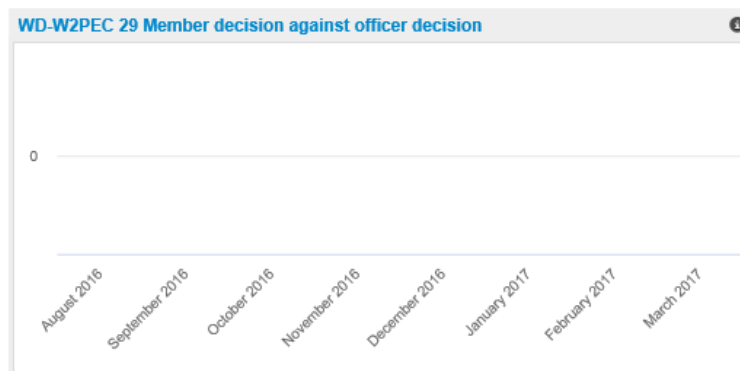 WD-W2PEC 29 Member decision against officer decision
0
August 2016
September 2016
October 2016
November 2016
December 2016
January 2017
February 2017
March 2017